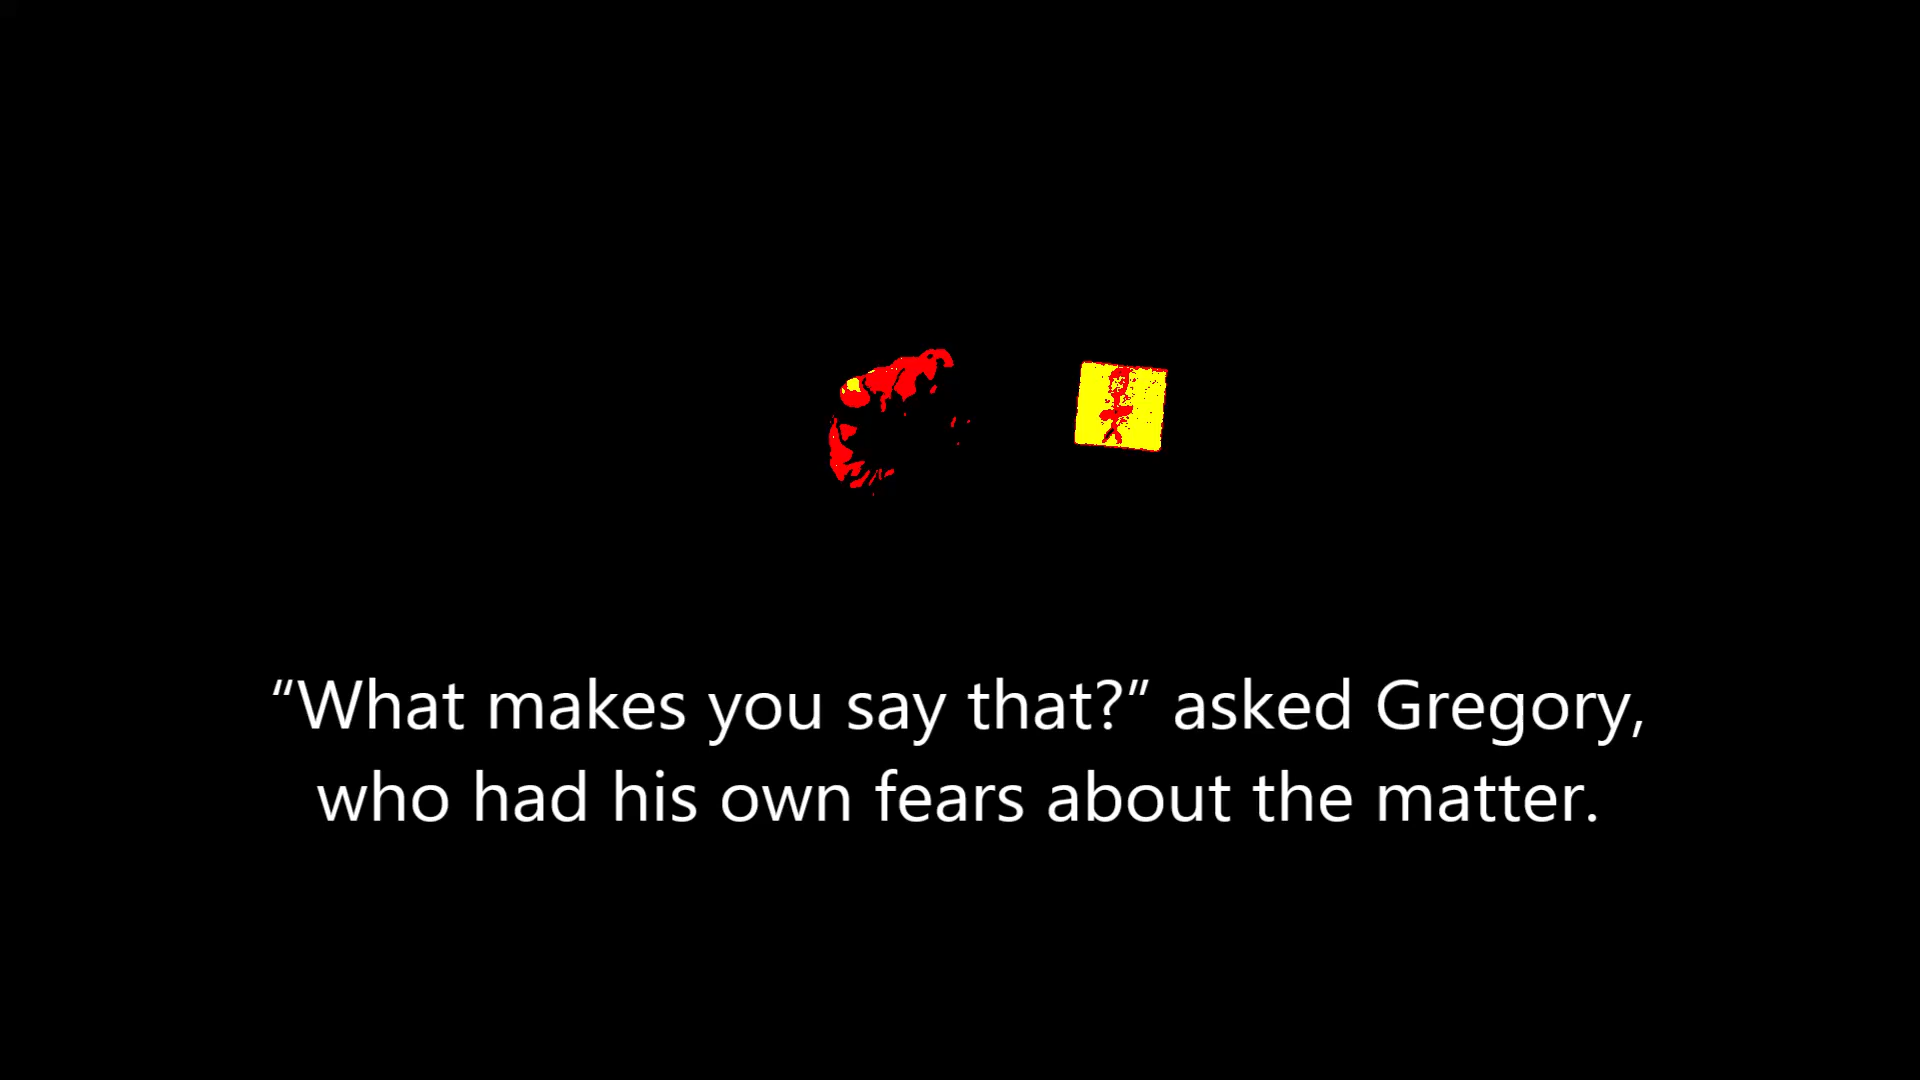 “What makes you say that?” asked Gregory,
who had his own fears about the matter.